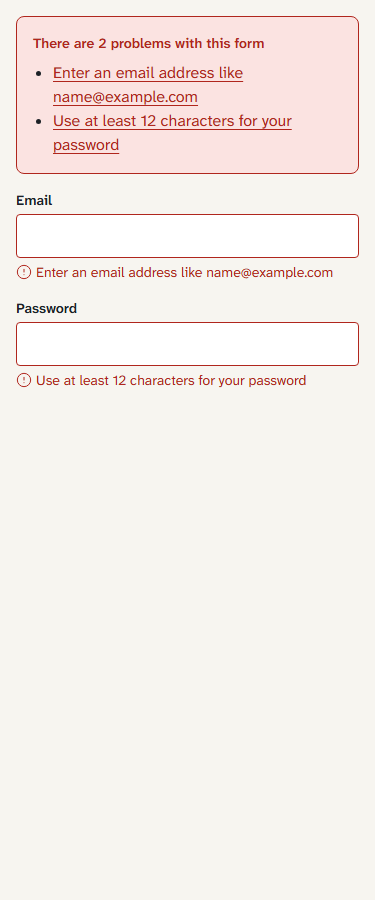 There are 2 problems with this form
Enter an email address like
name@example.com
Use at least 12 characters for your
password
Email
Enter an email address like name@example.com
Password
Use at least 12 characters for your password